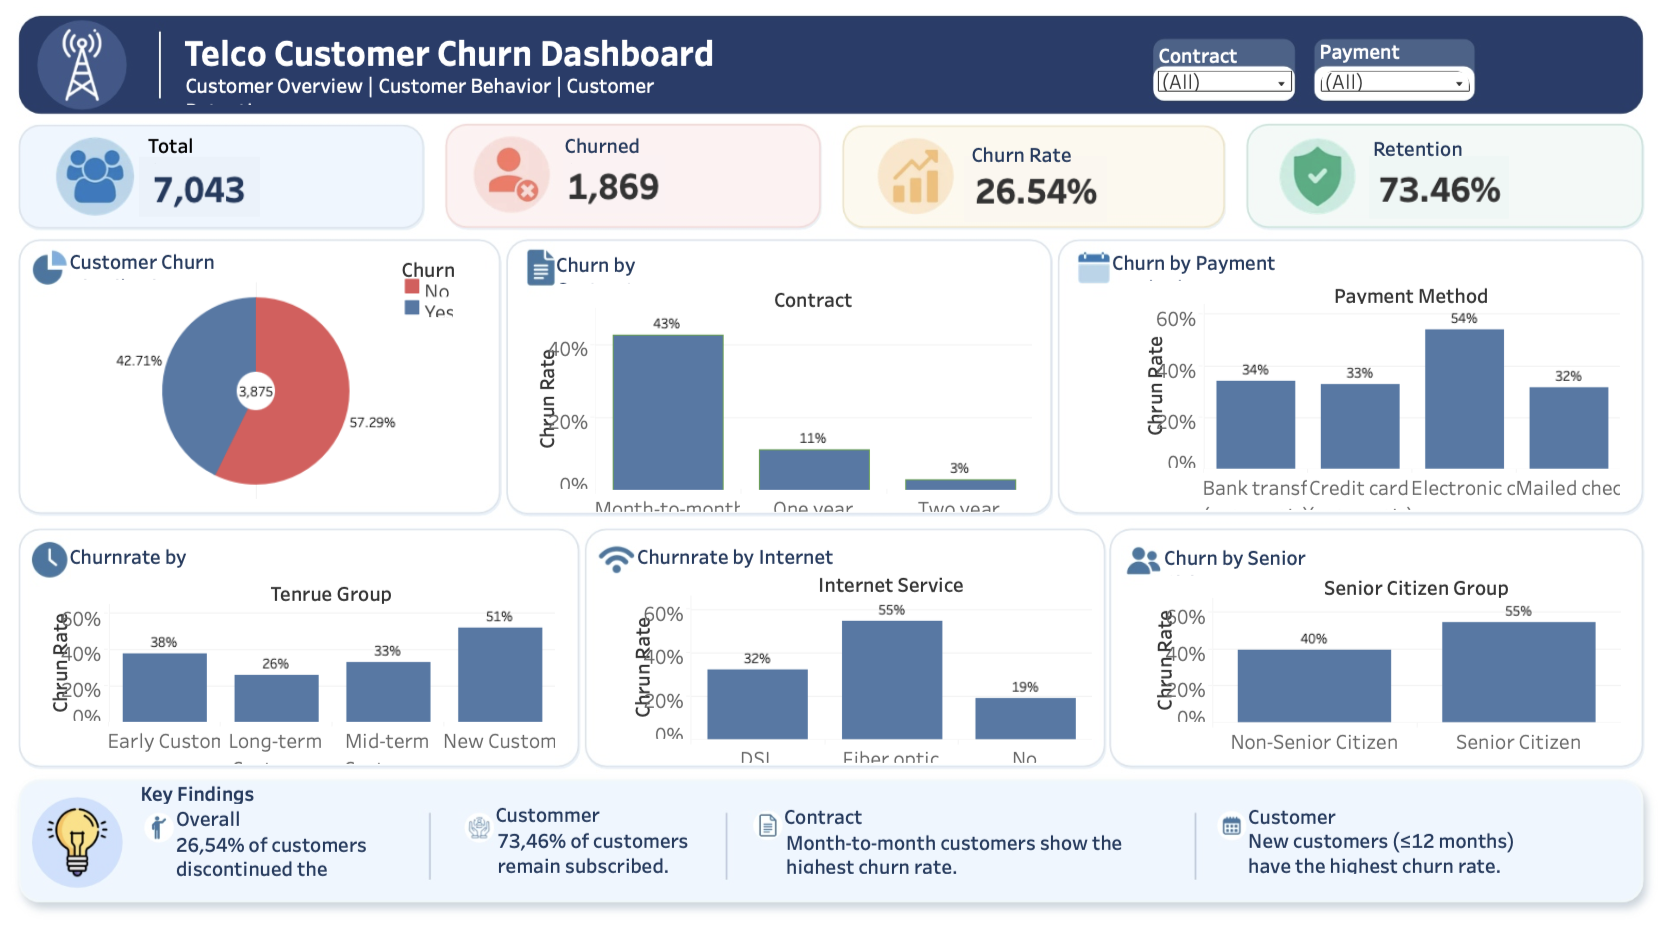 Telco Customer Churn Dashboard
Customer Overview | Customer Behavior | Customer
Contract
(All)
Payment
(All)
Total
7,043
Churned
1,869
Churn Rate
26.54%
Retention
73.46%
Customer Churn
Churn
No
Yes
42.71%
3,875
57.29%
Churn by
Contract
Chrun Rate
40%
20%
0%
43%
11%
3%
Month-to-month
One year
Two year
Churn by Payment
Payment Method
Chrun Rate
60%
40%
20%
0%
34%
33%
54%
32%
Bank transf
Credit card
Electronic c
Mailed chec
Churnrate by
Tenrue Group
Chrun Rate
60%
40%
20%
0%
38%
26%
33%
51%
Early Custon
Long-term
Mid-term
New Custom
Churnrate by Internet
Internet Service
Chrun Rate
60%
40%
20%
0%
32%
55%
19%
DSL
Fiber optic
No
Churn by Senior
Senior Citizen Group
Chrun Rate
60%
40%
20%
0%
40%
55%
Non-Senior Citizen
Senior Citizen
Key Findings
Overall
26,54% of customers
discontinued the
Custommer
73,46% of customers
remain subscribed.
Contract
Month-to-month customers show the
highest churn rate.
Customer
New customers (≤12 months)
have the highest churn rate.